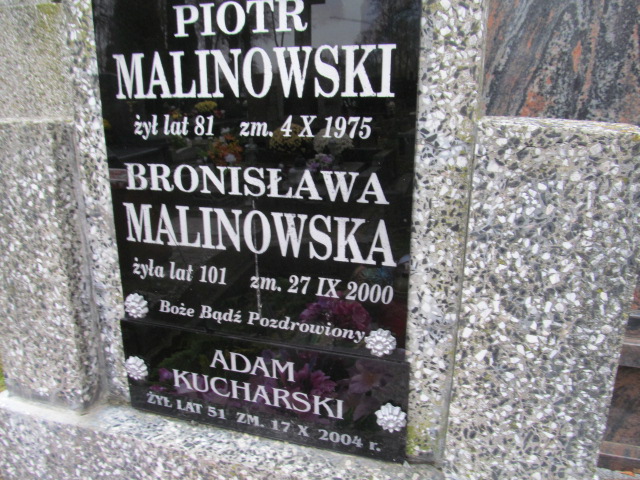 PIOTR
MALINOWSKI
żył lat 81 zm. 4 X 1975
BRONISŁAWA
MALINOWSKA
żyła lat 101 zm. 27 IX 2000
Boże Bądź Pozdrowiony
ADAM
KUCHARSKI
ŻYŁ LAT 51 ZM. 17 X 2004 r.